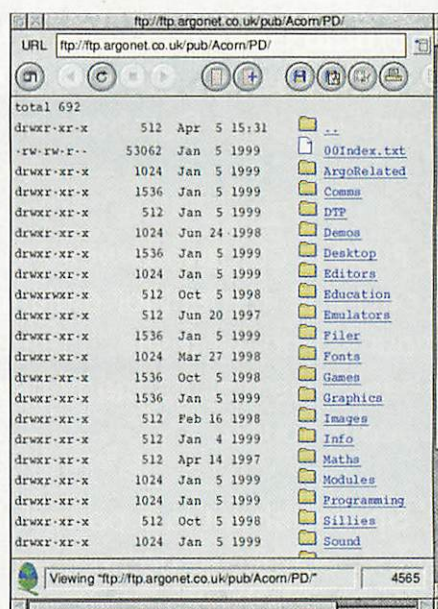 ftp://ftp.argonet.co.uk/pub/Acorn/PD/
URL ftp://ftp.argonet.co.uk/pub/Acorn/PD/
total 692
drwxr-xr-x 512 Apr 5 15:31 ..
-rw-rw-r-- 53062 Jan 5 1999 00Index.txt
drwxr-xr-x 1024 Jan 5 1999 ArgoRelated
drwxr-xr-x 1536 Jan 5 1999 Comms
drwxr-xr-x 512 Jan 5 1999 DTP
drwxr-xr-x 1024 Jun 24 1998 Demos
drwxr-xr-x 1536 Jan 5 1999 Desktop
drwxr-xr-x 1024 Jan 5 1999 Editors
drwxrwxr-x 512 Oct 5 1998 Education
drwxr-xr-x 512 Jun 20 1997 Emulators
drwxr-xr-x 1536 Jan 5 1999 Filer
drwxr-xr-x 1024 Mar 27 1998 Fonts
drwxr-xr-x 1536 Oct 5 1998 Games
drwxr-xr-x 1536 Jan 5 1999 Graphics
drwxr-xr-x 512 Feb 16 1998 Images
drwxr-xr-x 512 Jan 4 1999 Info
drwxr-xr-x 512 Apr 14 1997 Maths
drwxr-xr-x 1024 Jan 5 1999 Modules
drwxr-xr-x 1024 Jan 5 1999 Programming
drwxr-xr-x 512 Oct 5 1998 Sillies
drwxr-xr-x 1024 Jan 5 1999 Sound
Viewing "ftp://ftp.argonet.co.uk/pub/Acorn/PD/" 4565